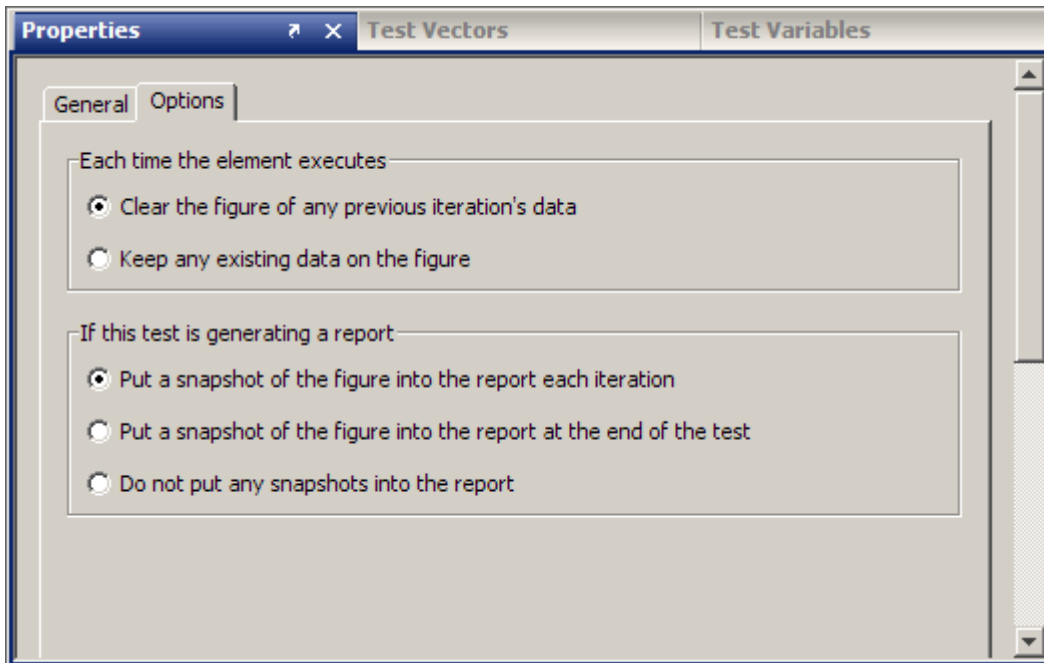 Properties Test Vectors Test Variables
General Options
Each time the element executes
Clear the figure of any previous iteration's data
Keep any existing data on the figure
If this test is generating a report
Put a snapshot of the figure into the report each iteration
Put a snapshot of the figure into the report at the end of the test
Do not put any snapshots into the report